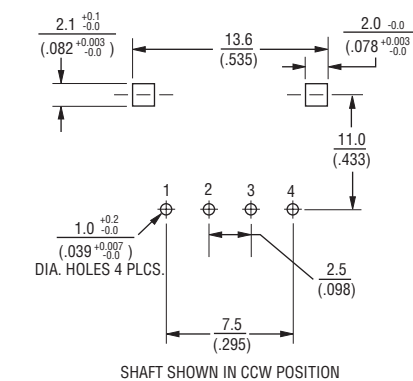 2.1 +0.1 -0.0
(.082 +0.003 -0.0 )
13.6
(.535)
2.0 -0.0
(.078 +0.003 -0.0
11.0
(.433)
1 2 3 4
1.0 +0.2 -0.0
(.039 +0.007 -0.0 )
DIA. HOLES 4 PLCS.
2.5
(.098)
7.5
(.295)
SHAFT SHOWN IN CCW POSITION